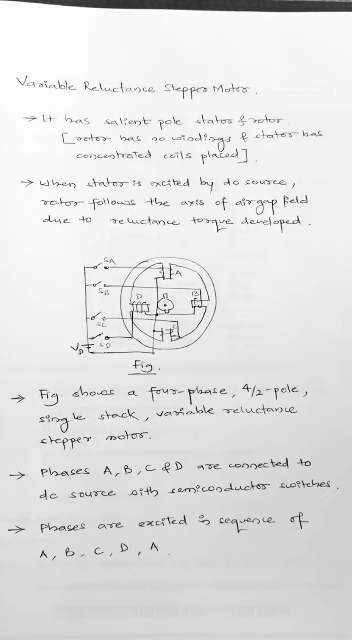 Variable Reluctance Stepper Motor.
→ It has salient pole stator & rotor.
[rotor has no windings & stator has
concentrated coils placed].
→ When stator is excited by dc source,
rotor follows the axis of airgap field
due to reluctance torque developed.
SA
A
SB
D
B
SC
C
SD
VD
Fig.
→ Fig shows a four-phase, 4/2-pole,
single stack, variable reluctance
stepper motor.
→ Phases A, B, C & D are connected to
dc source with semiconductor switches.
→ Phases are excited in sequence of
A, B, C, D, A.